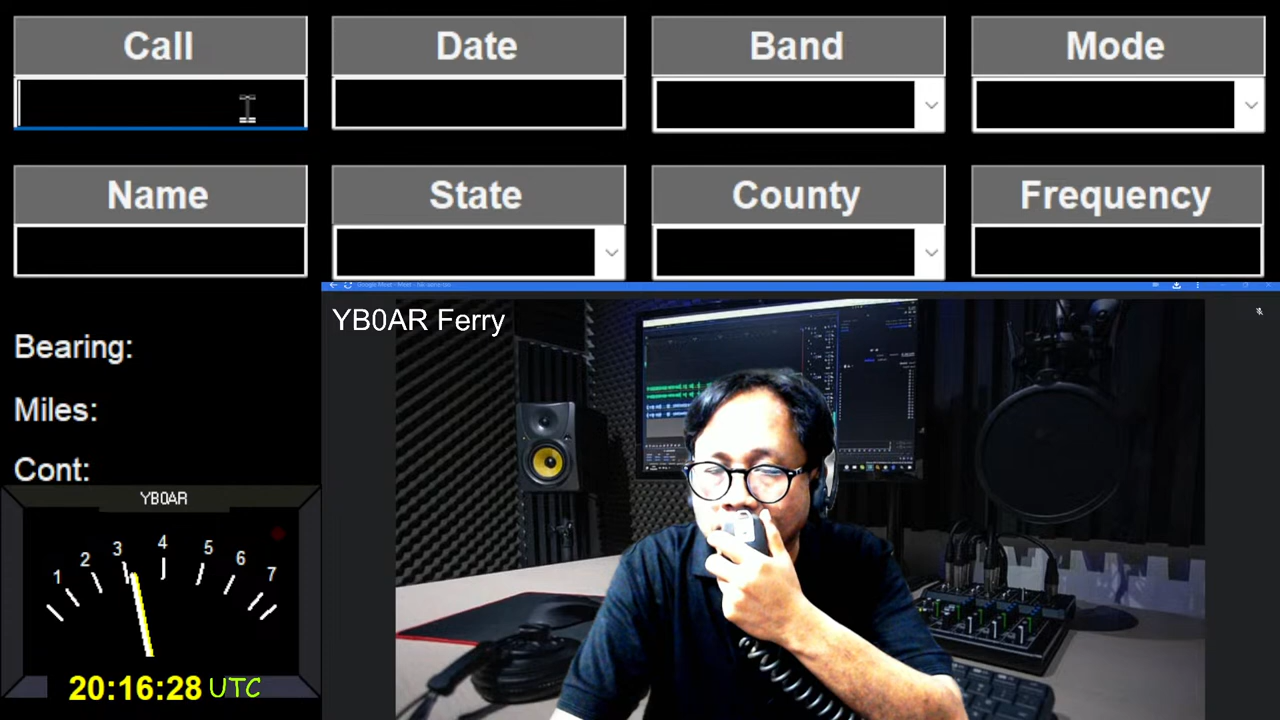 Call Date Band Mode
Name State County Frequency
YB0AR Ferry
Bearing:
Miles:
Cont:
YB0AR
1 2 3 4 5 6 7
20:16:28 UTC